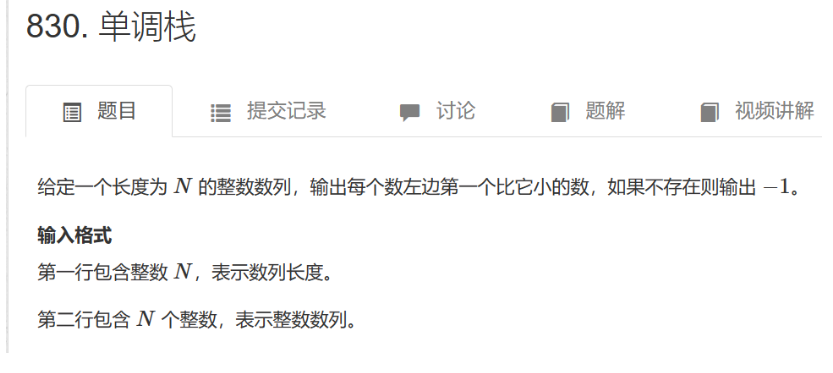 830. 单调栈
题目 提交记录 讨论 题解 视频讲解
给定一个长度为 N 的整数数列，输出每个数左边第一个比它小的数，如果不存在则输出 −1。
输入格式
第一行包含整数 N，表示数列长度。
第二行包含 N 个整数，表示整数数列。